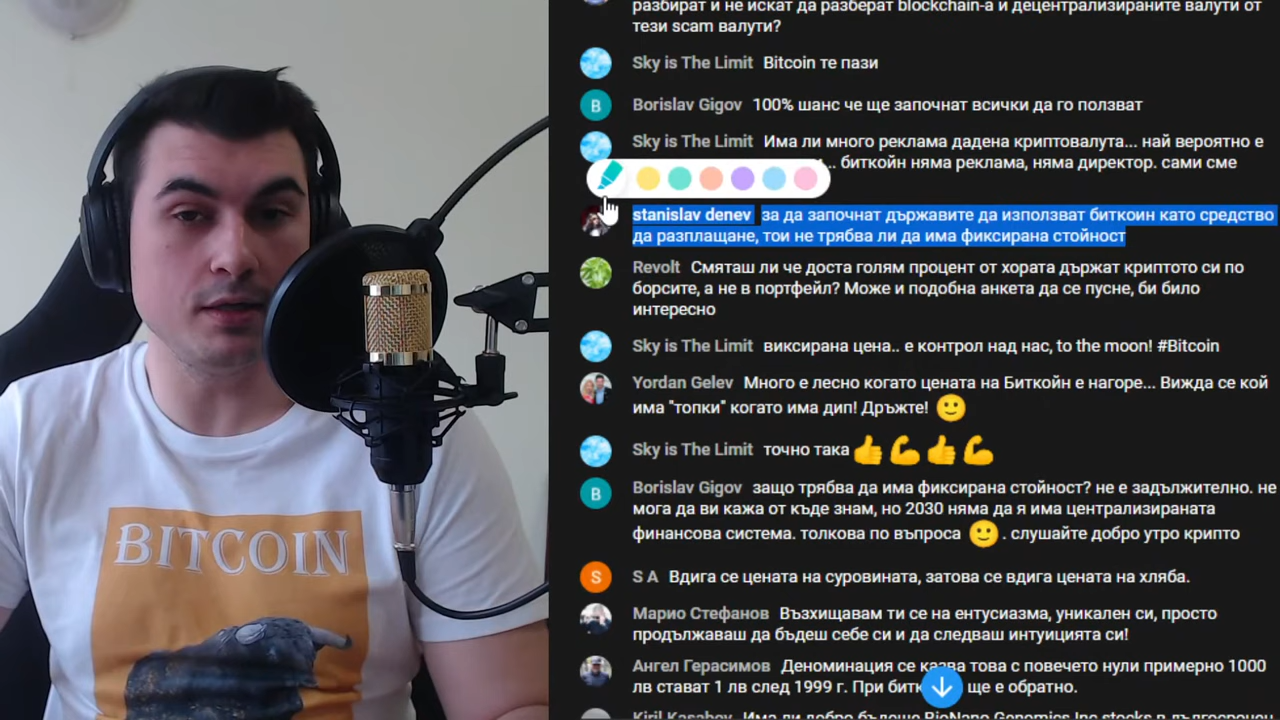 разбират и не искат да разберат blockchain-а и децентрализираните валути от
тези scam валути?
Sky is The Limit Bitcoin те пази
B Borislav Gigov 100% шанс че ще започнат всички да го ползват
Sky is The Limit Има ли много реклама дадена криптовалута... най вероятно е
... биткойн няма реклама, няма директор. сами сме
stanislav denev за да започнат държавите да използват биткоин като средство
да разплащане, тои не трябва ли да има фиксирана стойност
Revolt Смяташ ли че доста голям процент от хората държат криптото си по
борсите, а не в портфейл? Може и подобна анкета да се пусне, би било
интересно
Sky is The Limit виксирана цена.. е контрол над нас, to the moon! #Bitcoin
Yordan Gelev Много е лесно когато цената на Биткойн е нагоре... Вижда се кой
има "топки" когато има дип! Дръжте! 🙂
Sky is The Limit точно така 👍💪👍💪
B Borislav Gigov защо трябва да има фиксирана стойност? не е задължително. не
мога да ви кажа от къде знам, но 2030 няма да я има централизираната
финансова система. толкова по въпроса 🙂 . слушайте добро утро крипто
S S A Вдига се цената на суровината, затова се вдига цената на хляба.
Марио Стефанов Възхищавам ти се на ентусиазма, уникален си, просто
продължаваш да бъдеш себе си и да следваш интуицията си!
Ангел Герасимов Деноминация се казва това с повечето нули примерно 1000
лв стават 1 лв след 1999 г. При ще е обратно.
Kiril Kasabov Има ли добро бъдеще BioNano Genomics Inc stocks в дългосрочен
BITCOIN